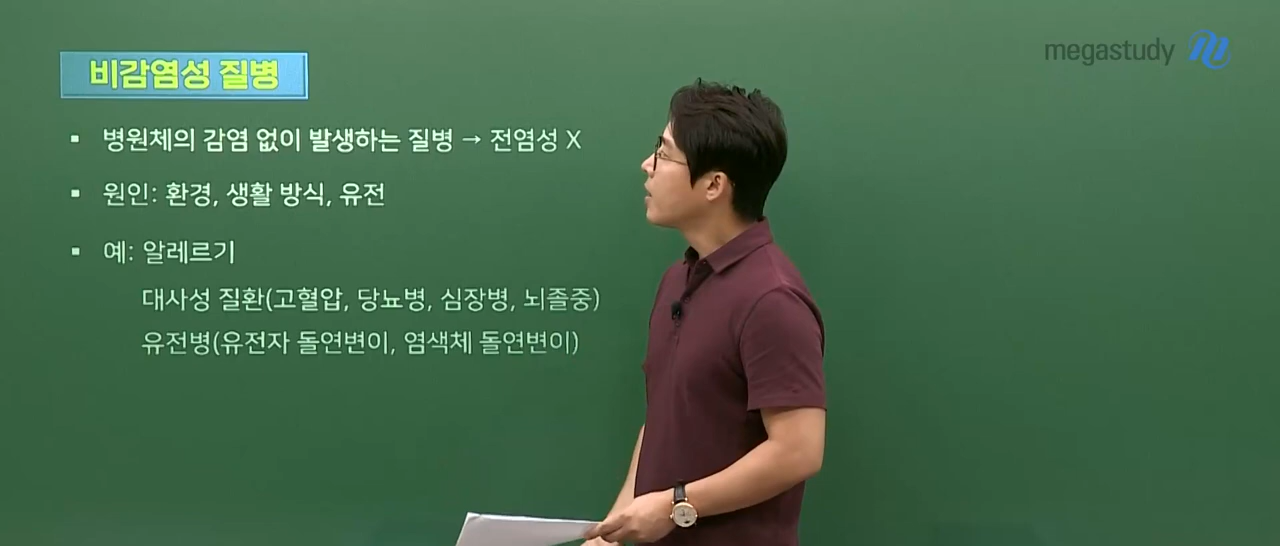 megastudy
비감염성 질병
▪ 병원체의 감염 없이 발생하는 질병 → 전염성 X
▪ 원인: 환경, 생활 방식, 유전
▪ 예: 알레르기
대사성 질환(고혈압, 당뇨병, 심장병, 뇌졸중)
유전병(유전자 돌연변이, 염색체 돌연변이)